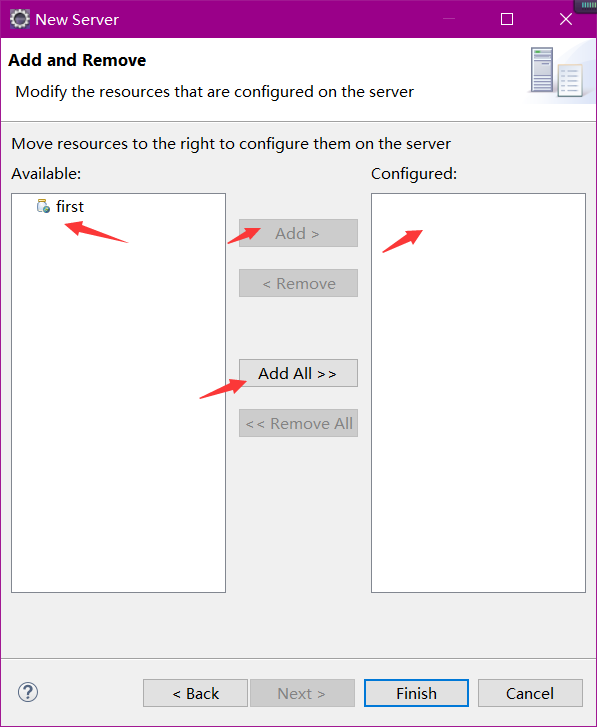 New Server
Add and Remove
Modify the resources that are configured on the server
Move resources to the right to configure them on the server
Available:
Configured:
first
Add >
< Remove
Add All >>
<< Remove All
?
< Back
Next >
Finish
Cancel